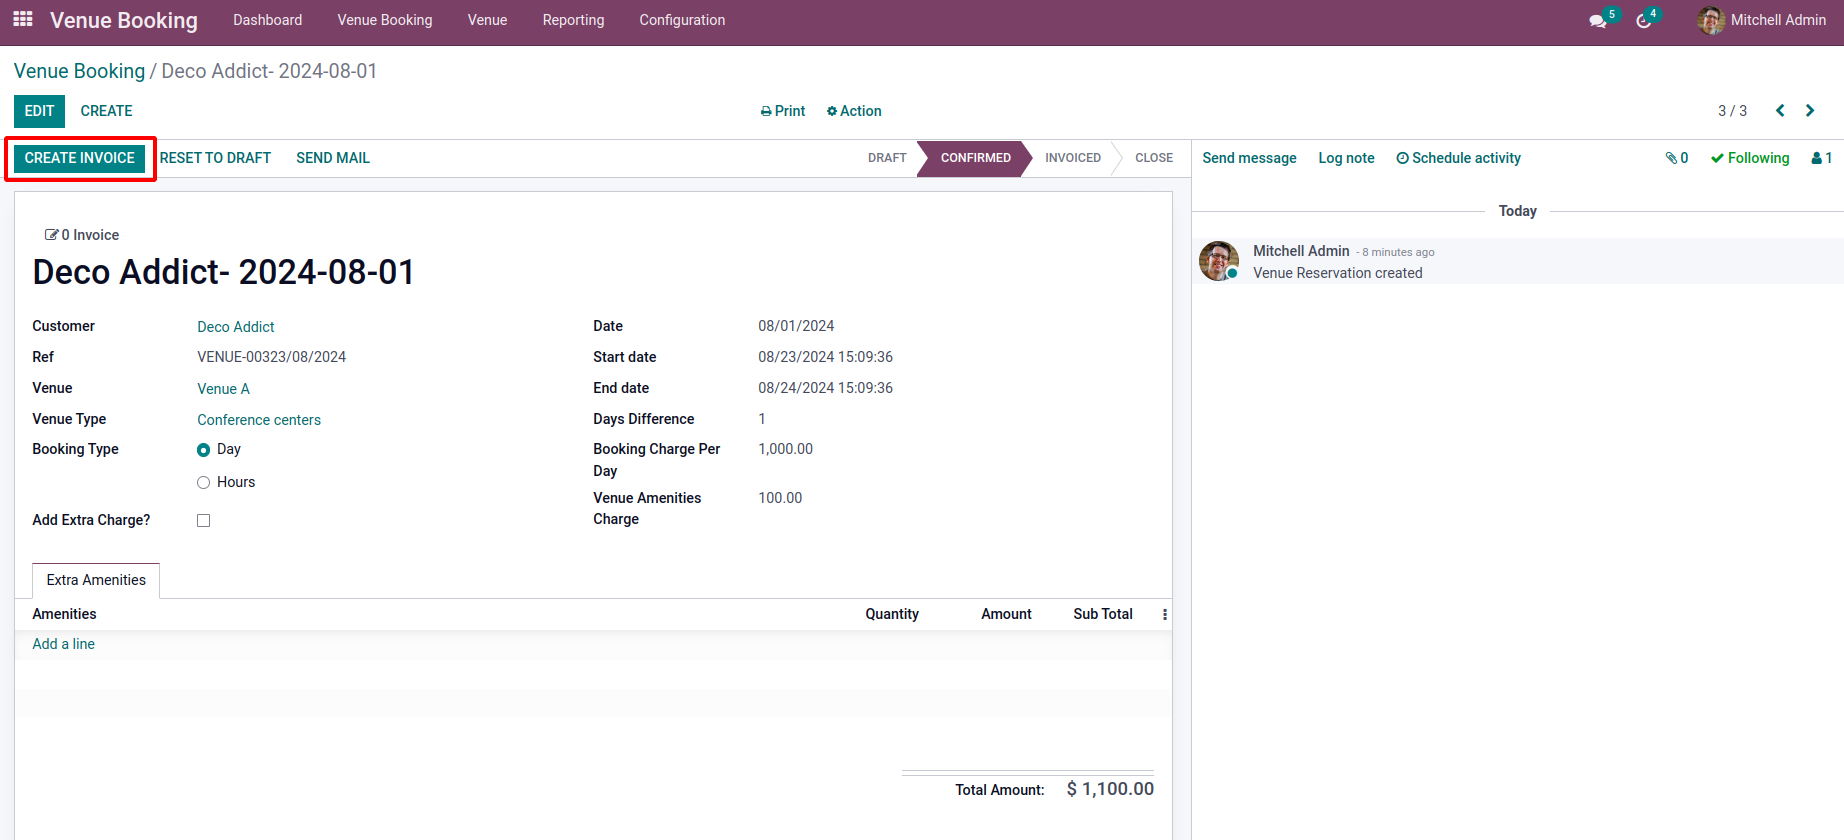 Venue Booking Dashboard Venue Booking Venue Reporting Configuration 5 4 Mitchell Admin
Venue Booking / Deco Addict- 2024-08-01
EDIT CREATE Print Action 3 / 3
CREATE INVOICE RESET TO DRAFT SEND MAIL DRAFT CONFIRMED INVOICED CLOSE
Send message Log note Schedule activity 0 Following 1
Today
Mitchell Admin - 8 minutes ago
Venue Reservation created
0 Invoice
Deco Addict- 2024-08-01
Customer Deco Addict
Ref VENUE-00323/08/2024
Venue Venue A
Venue Type Conference centers
Booking Type Day
Hours
Add Extra Charge?
Date 08/01/2024
Start date 08/23/2024 15:09:36
End date 08/24/2024 15:09:36
Days Difference 1
Booking Charge Per 1,000.00
Day
Venue Amenities 100.00
Charge
Extra Amenities
Amenities Quantity Amount Sub Total
Add a line
Total Amount: $ 1,100.00